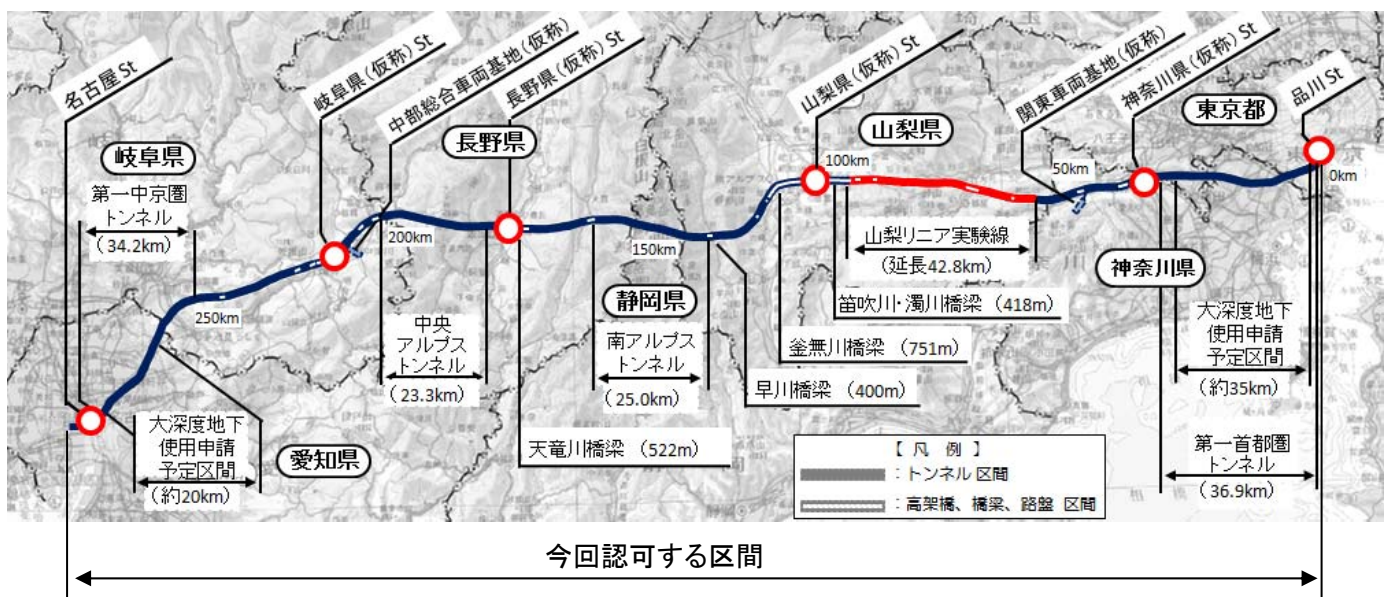 名古屋 St
岐阜県(仮称) St
中部総合車両基地(仮称)
長野県(仮称) St
山梨県(仮称) St
関東車両基地(仮称)
神奈川県(仮称) St
品川 St
岐阜県
長野県
山梨県
東京都
第一中京圏
トンネル
(34.2km)
250km
200km
150km
100km
50km
0km
山梨リニア実験線
(延長42.8km)
静岡県
神奈川県
愛知県
笛吹川・濁川橋梁 (418m)
釜無川橋梁 (751m)
早川橋梁 (400m)
天竜川橋梁 (522m)
中央
アルプス
トンネル
(23.3km)
南アルプス
トンネル
(25.0km)
大深度地下
使用申請
予定区間
(約35km)
大深度地下
使用申請
予定区間
(約20km)
第一首都圏
トンネル
(36.9km)
【 凡 例 】
: トンネル 区間
: 高架橋、橋梁、路盤 区間
今回認可する区間